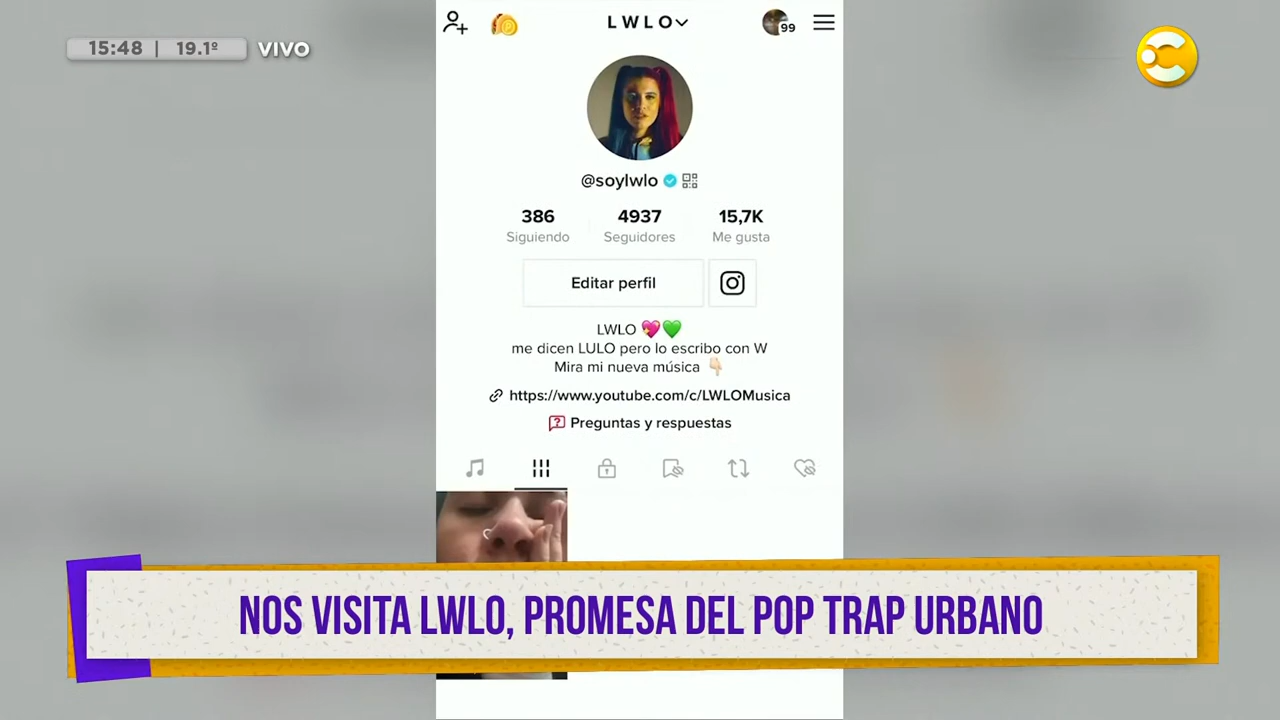 15:48 | 19.1º VIVO
LWLO
99
@soylwlo
386 4937 15,7K
Siguiendo Seguidores Me gusta
Editar perfil
LWLO 💖💚
me dicen LULO pero lo escribo con W
Mira mi nueva música 👇🏻
https://www.youtube.com/c/LWLOMusica
Preguntas y respuestas
NOS VISITA LWLO, PROMESA DEL POP TRAP URBANO